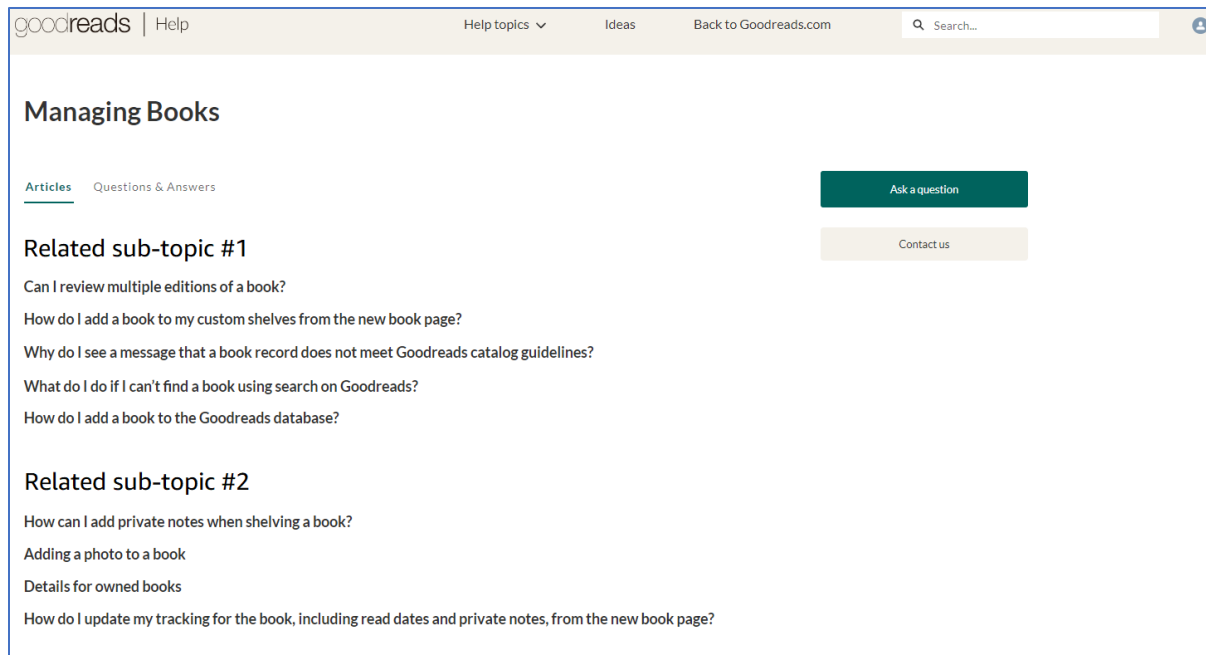 goodreads | Help Help topics Ideas Back to Goodreads.com Search...
Managing Books
Articles Questions & Answers Ask a question
Related sub-topic #1 Contact us
Can I review multiple editions of a book?
How do I add a book to my custom shelves from the new book page?
Why do I see a message that a book record does not meet Goodreads catalog guidelines?
What do I do if I can't find a book using search on Goodreads?
How do I add a book to the Goodreads database?
Related sub-topic #2
How can I add private notes when shelving a book?
Adding a photo to a book
Details for owned books
How do I update my tracking for the book, including read dates and private notes, from the new book page?